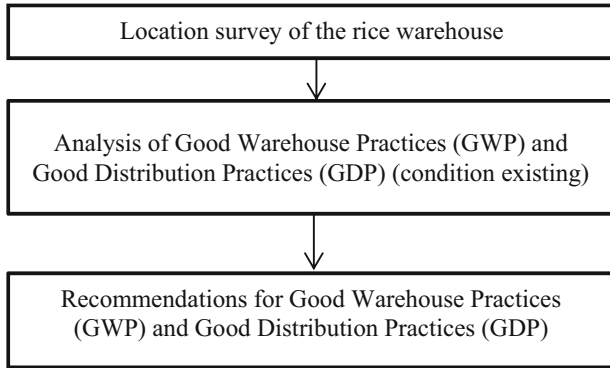 Location survey of the rice warehouse
Analysis of Good Warehouse Practices (GWP) and
Good Distribution Practices (GDP) (condition existing)
Recommendations for Good Warehouse Practices
(GWP) and Good Distribution Practices (GDP)